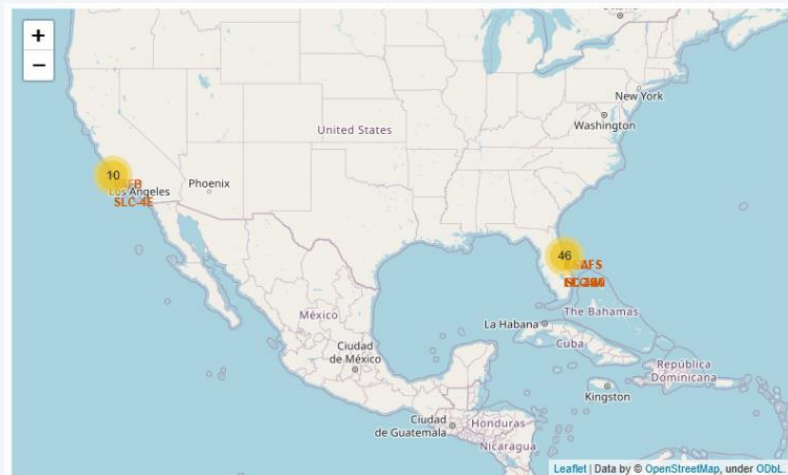 Ottawa
+
−
New York
Washington
United States
10
Los Angeles
Phoenix
SLC-4E
46
The Bahamas
La Habana
México
Cuba
Ciudad
de México
República
Dominicana
Kingston
Ciudad
de Guatemala
Honduras
Nicaragua
Leaflet | Data by © OpenStreetMap, under ODbL.